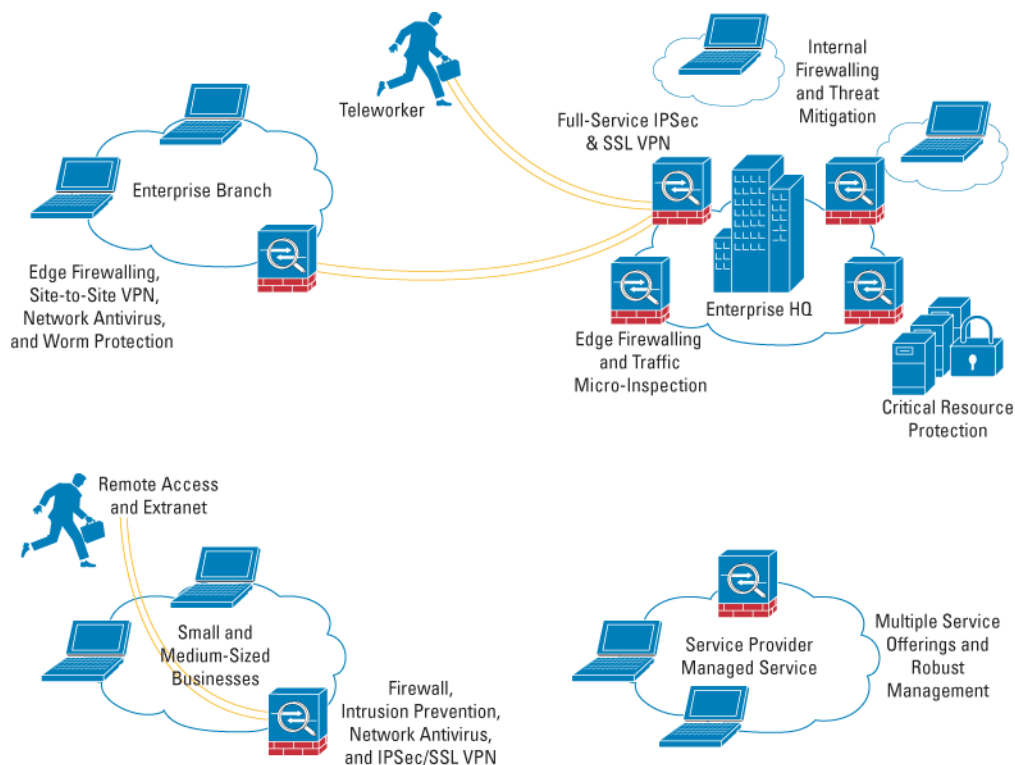 Teleworker
Internal
Firewalling
and Threat
Mitigation
Full-Service IPSec
& SSL VPN
Enterprise Branch
Edge Firewalling,
Site-to-Site VPN,
Network Antivirus,
and Worm Protection
Enterprise HQ
Edge Firewalling
and Traffic
Micro-Inspection
Critical Resource
Protection
Remote Access
and Extranet
Small and
Medium-Sized
Businesses
Firewall,
Intrusion Prevention,
Network Antivirus,
and IPSec/SSL VPN
Service Provider
Managed Service
Multiple Service
Offerings and
Robust
Management